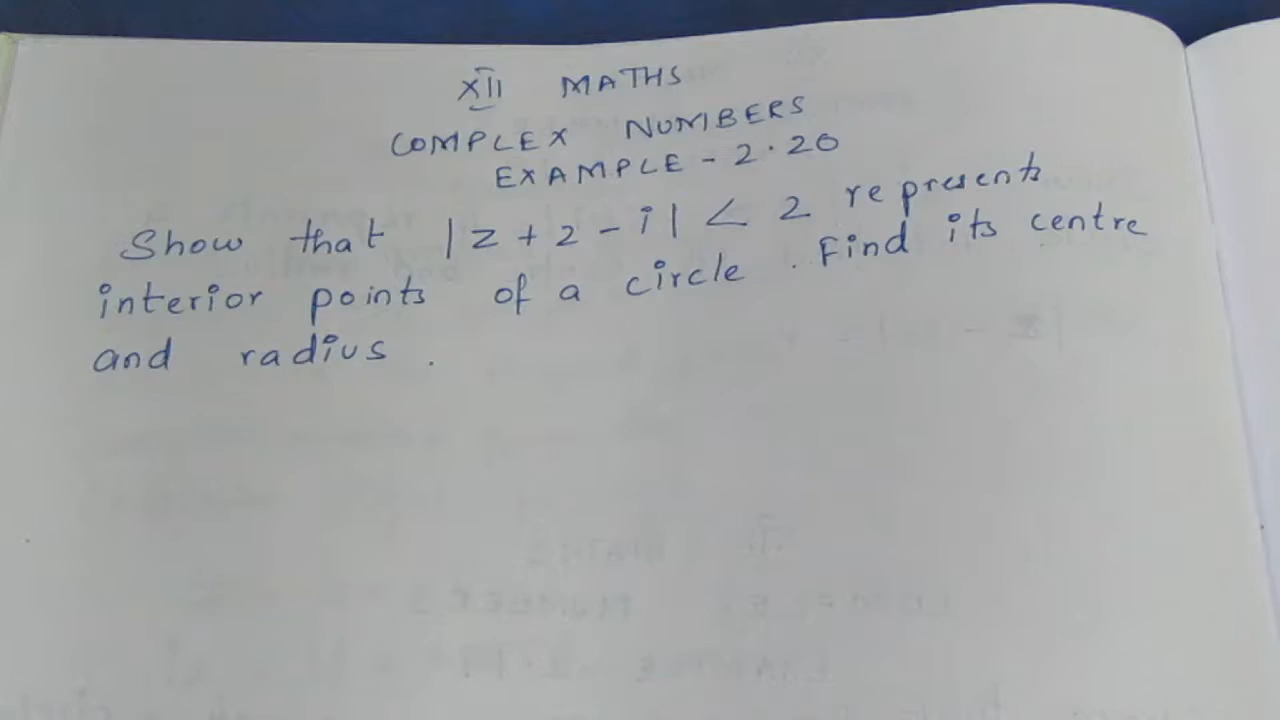 XII MATHS
COMPLEX NUMBERS
EXAMPLE - 2.20
Show that |z + 2 - i| < 2 represents
interior points of a circle. Find its centre
and radius.